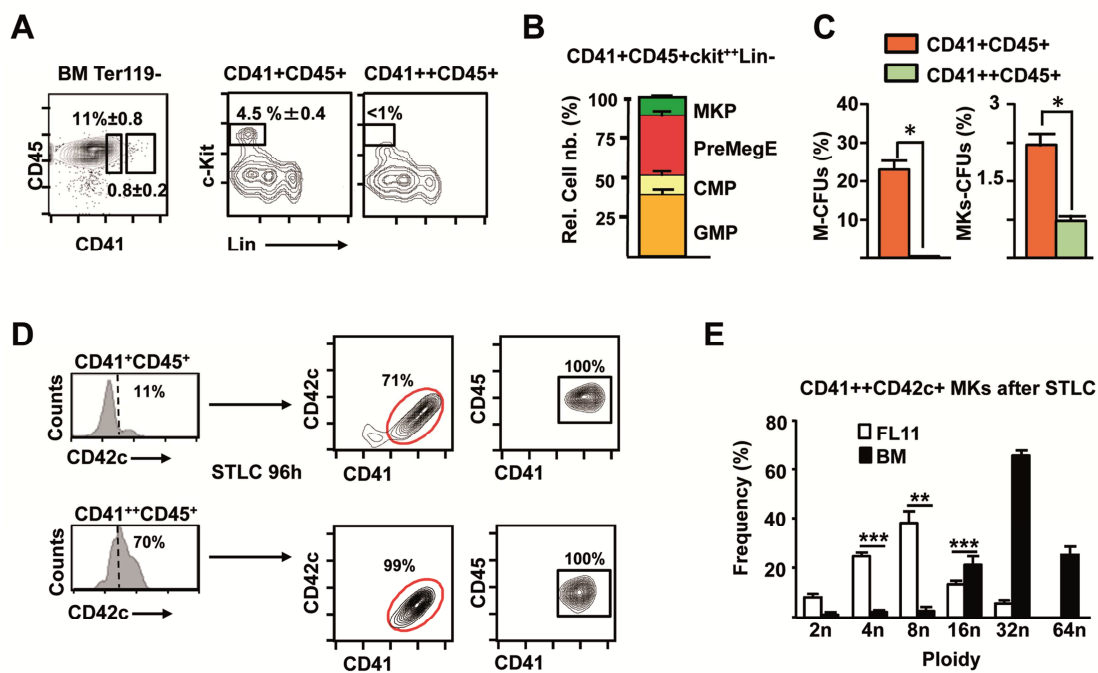 A
BM Ter119-
11%±0.8
0.8±0.2
CD45
CD41
CD41+CD45+
4.5 %±0.4
c-Kit
Lin
CD41++CD45+
<1%
B
CD41+CD45+ckit⁺⁺Lin-
Rel. Cell nb. (%)
100
75
50
25
MKP
PreMegE
CMP
GMP
C
CD41+CD45+
CD41++CD45+
M-CFUs (%)
40
30
20
10
*
MKs-CFUs (%)
3
1.5
*
D
CD41⁺CD45⁺
Counts
11%
CD42c
STLC 96h
CD42c
71%
CD41
CD45
100%
CD41
CD41⁺⁺CD45⁺
Counts
70%
CD42c
CD42c
99%
CD41
CD45
100%
CD41
E
CD41++CD42c+ MKs after STLC
FL11
BM
Frequency (%)
80
60
40
20
***
**
***
2n 4n 8n 16n 32n 64n
Ploidy